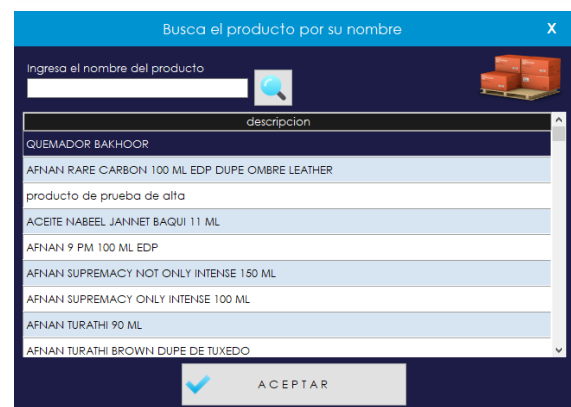 Busca el producto por su nombre
X
Ingresa el nombre del producto
descripcion
QUEMADOR BAKHOOR
AFNAN RARE CARBON 100 ML EDP DUPE OMBRE LEATHER
producto de prueba de alta
ACEITE NABEEL JANNET BAQUI 11 ML
AFNAN 9 PM 100 ML EDP
AFNAN SUPREMACY NOT ONLY INTENSE 150 ML
AFNAN SUPREMACY ONLY INTENSE 100 ML
AFNAN TURATHI 90 ML
AFNAN TURATHI BROWN DUPE DE TUXEDO
ACEPTAR